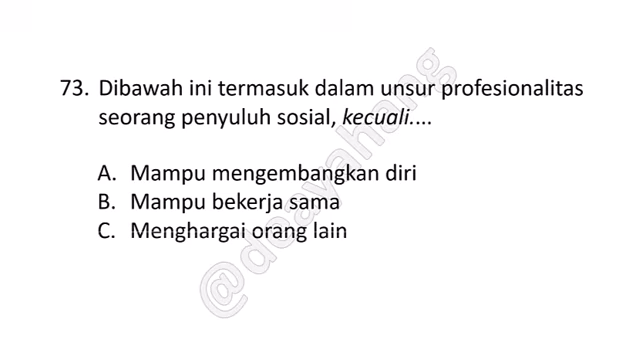 73. Dibawah ini termasuk dalam unsur profesionalitas
seorang penyuluh sosial, kecuali....
A. Mampu mengembangkan diri
B. Mampu bekerja sama
C. Menghargai orang lain
@doayahang